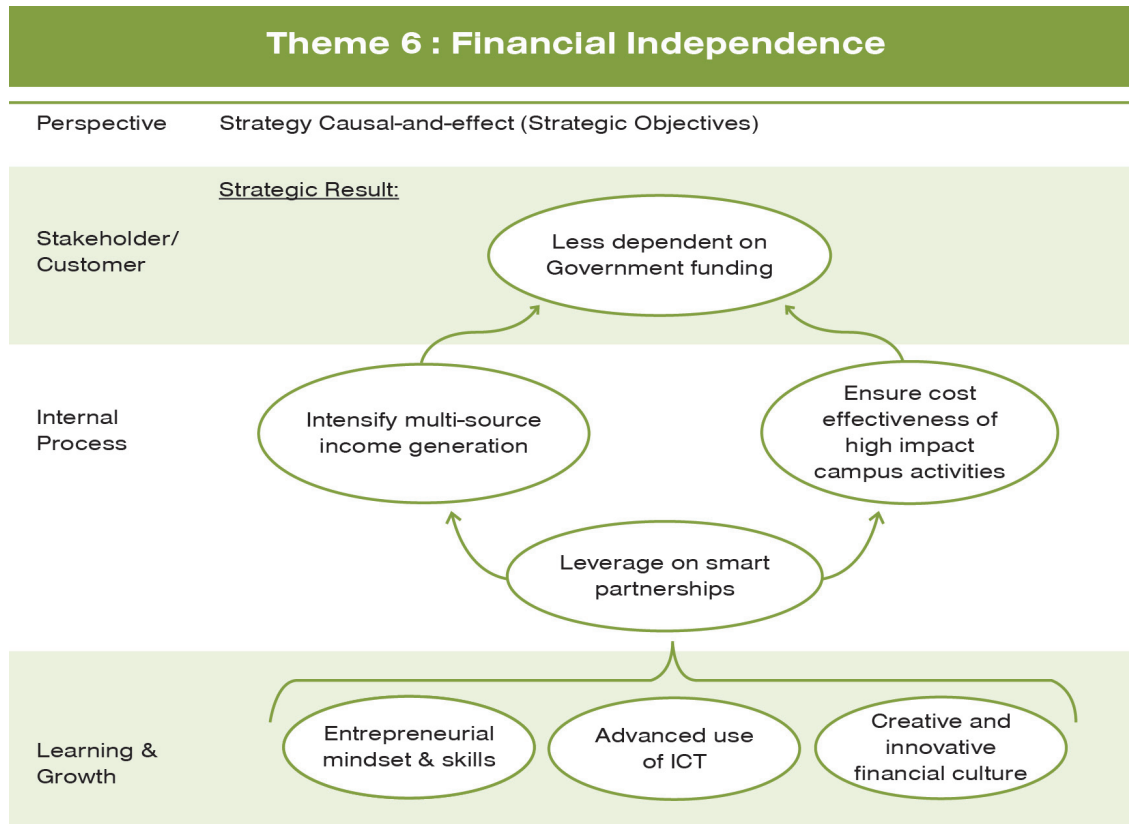 Theme 6 : Financial Independence
Perspective
Strategy Causal-and-effect (Strategic Objectives)
Strategic Result:
Stakeholder/
Customer
Less dependent on
Government funding
Internal
Process
Intensify multi-source
income generation
Ensure cost
effectiveness of
high impact
campus activities
Leverage on smart
partnerships
Learning &
Growth
Entrepreneurial
mindset & skills
Advanced use
of ICT
Creative and
innovative
financial culture